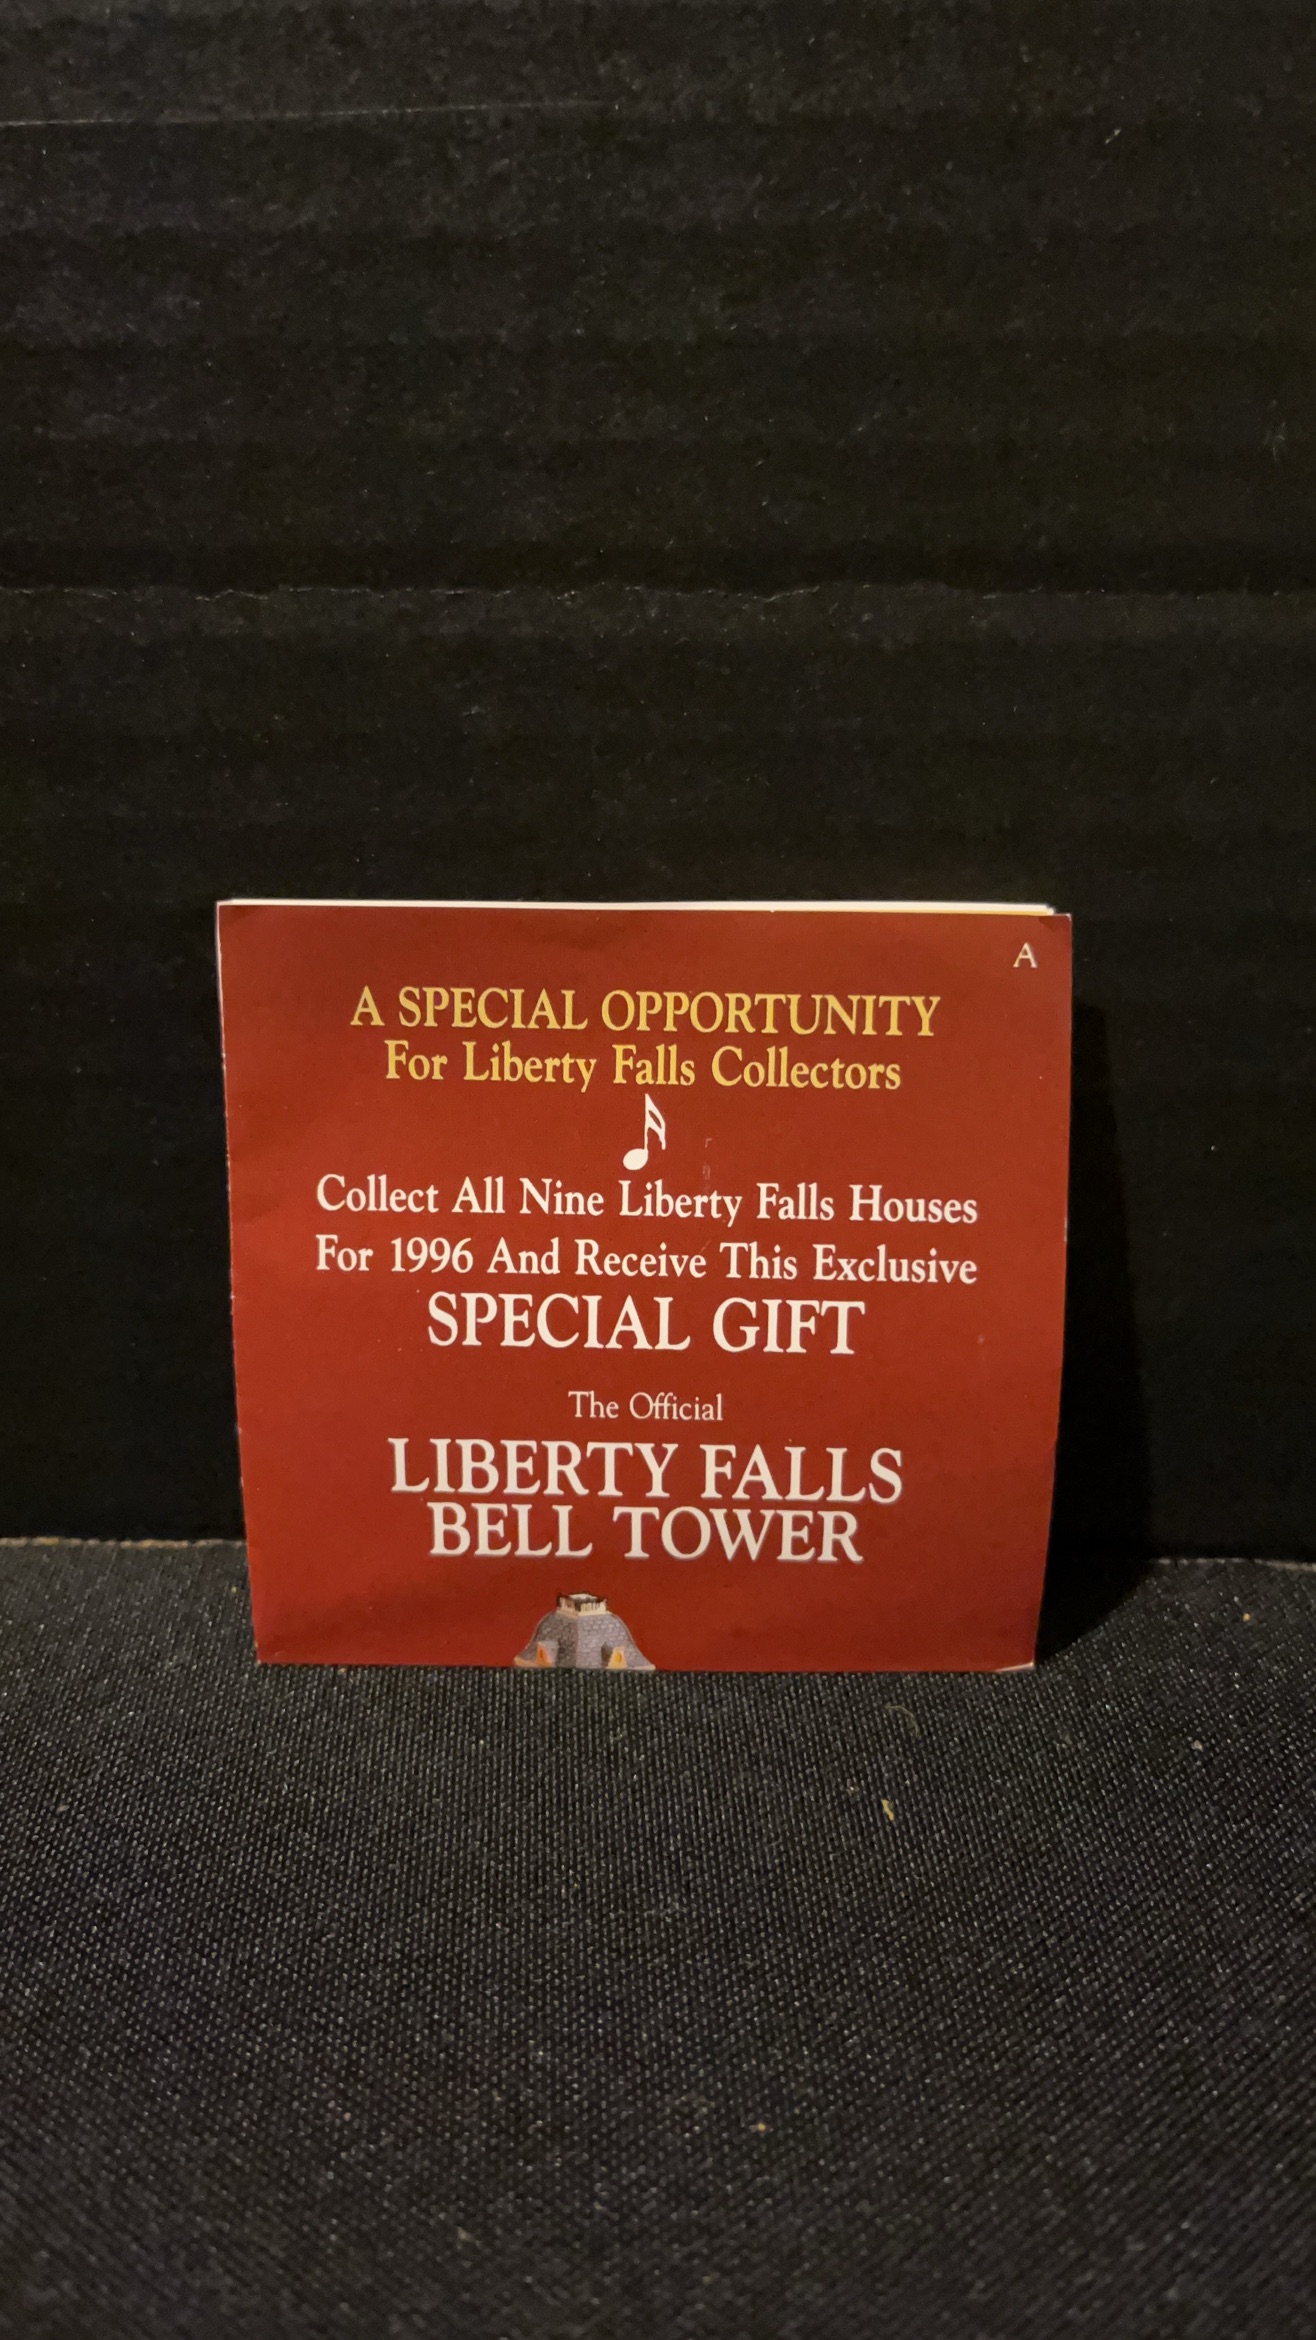 A
A SPECIAL OPPORTUNITY
For Liberty Falls Collectors
Collect All Nine Liberty Falls Houses
For 1996 And Receive This Exclusive
SPECIAL GIFT
The Official
LIBERTY FALLS
BELL TOWER